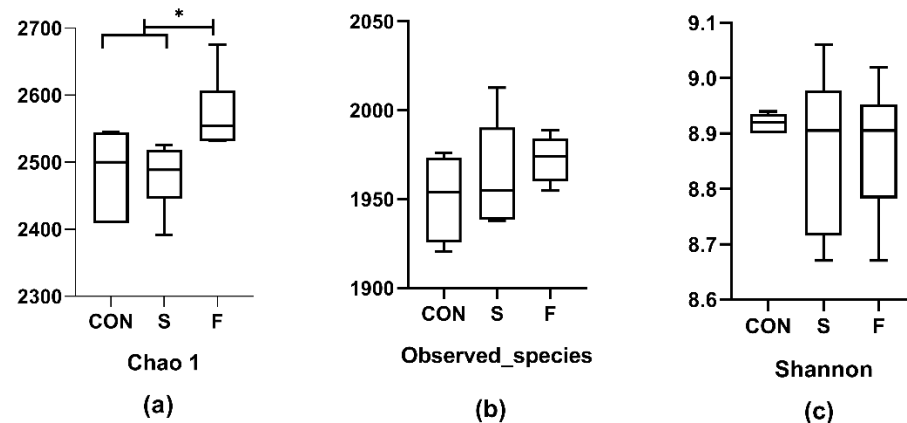 2700
2600
2500
2400
2300
*
CON S F
Chao 1
(a)
2050
2000
1950
1900
CON S F
Observed_species
(b)
9.1
9.0
8.9
8.8
8.7
8.6
CON S F
Shannon
(c)